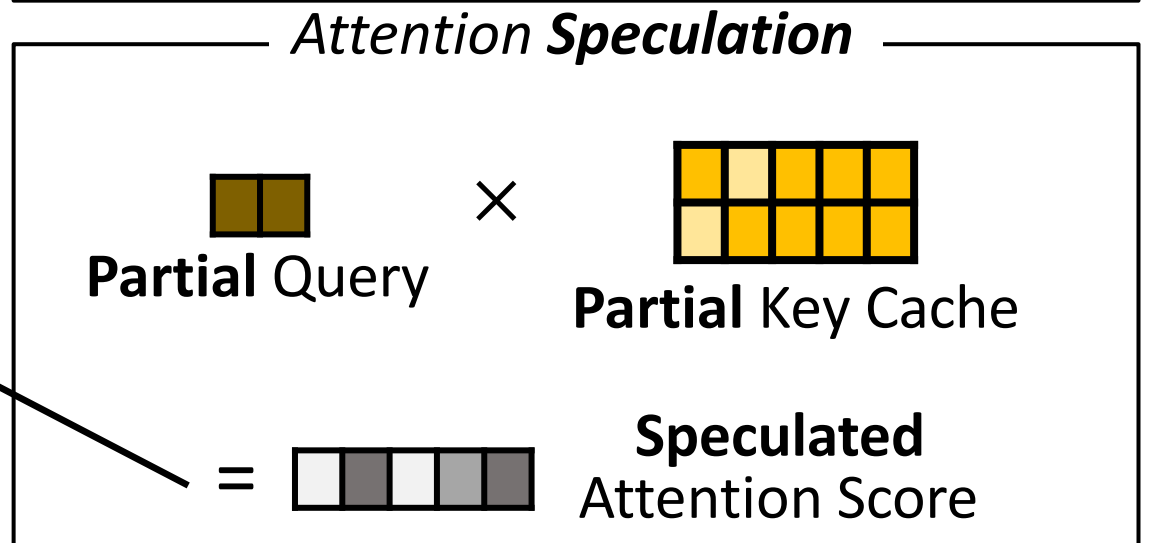 Attention Speculation
×
Partial Query
Partial Key Cache
=
Speculated
Attention Score